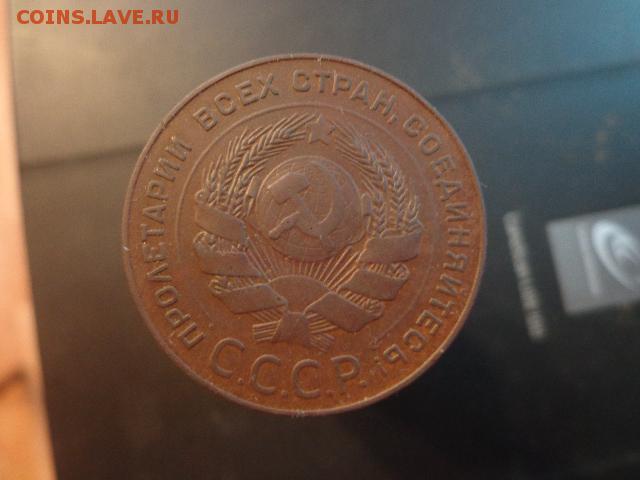 COINS.LAVE.RU
ПРОЛЕТАРИИ ВСЕХ СТРАН, СОЕДИНЯЙТЕСЬ!
С.С.С.Р.